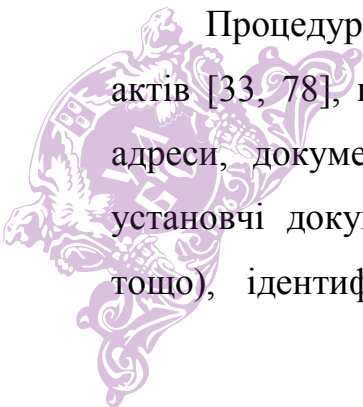 Процедур
актів [33, 78],
адреси, докуме
установчі доку
тощо), ідентиф